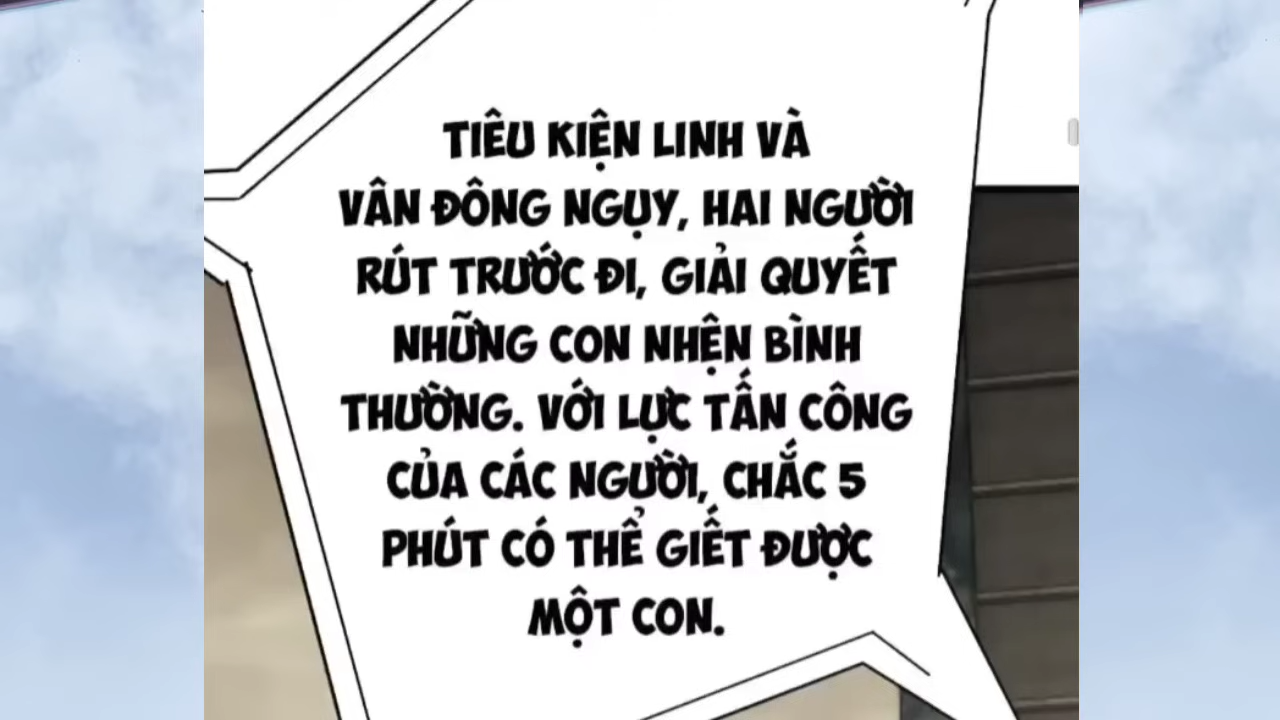 TIÊU KIỆN LINH VÀ
VÂN ĐÔNG NGỤY, HAI NGƯỜI
RÚT TRƯỚC ĐI, GIẢI QUYẾT
NHỮNG CON NHỆN BÌNH
THƯỜNG. VỚI LỰC TẤN CÔNG
CỦA CÁC NGƯỜI, CHẮC 5
PHÚT CÓ THỂ GIẾT ĐƯỢC
MỘT CON.